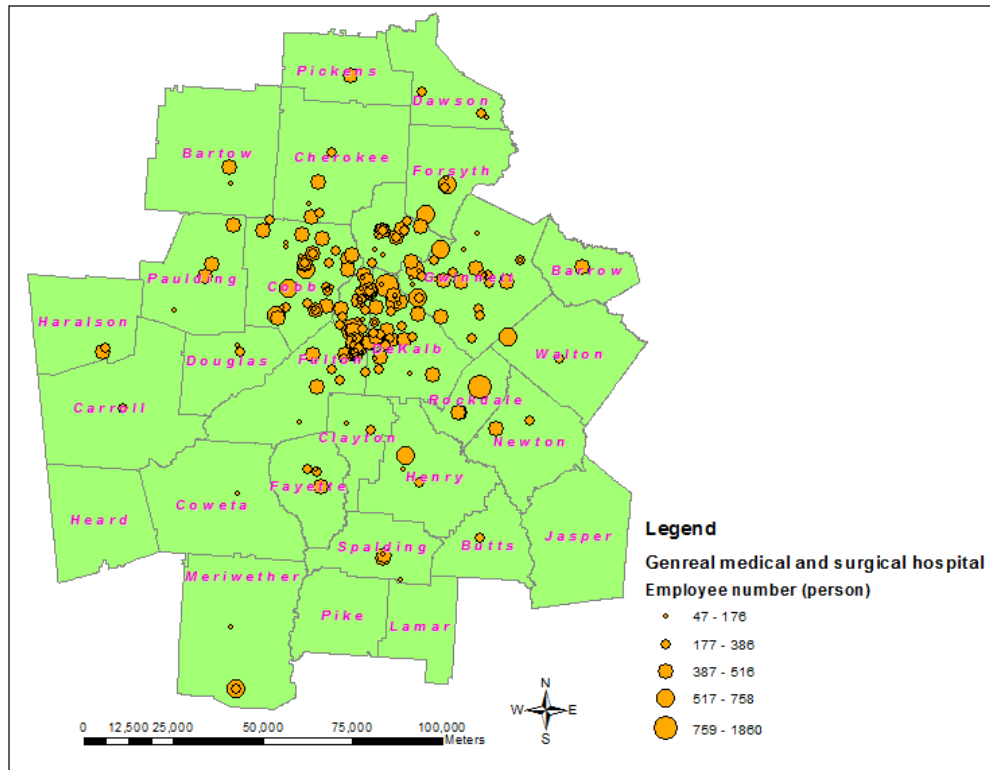 Pickens
Dawson
Bartow
Cherokee
Forsyth
Paulding
Cobb
Gwinnett
Barrow
Haralson
Douglas
Fulton
DeKalb
Walton
Carroll
Rockdale
Clayton
Newton
Fayette
Henry
Heard
Coweta
Spalding
Butts
Jasper
Meriwether
Pike
Lamar
Legend
Genreal medical and surgical hospital
Employee number (person)
47 - 176
177 - 386
387 - 516
517 - 758
759 - 1860
N
W E
S
0 12,500 25,000 50,000 75,000 100,000
Meters